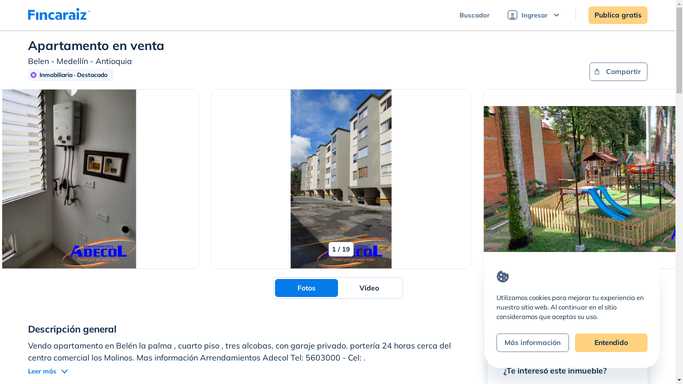 Fincaraiz
Buscador
Ingresar
Publica gratis
Apartamento en venta
Belen - Medellín - Antioquia
Inmobiliaria · Destacado
Compartir
ADECOL
1 / 19
ADECOL
Fotos
Video
Descripción general
Vendo apartamento en Belén la palma , cuarto piso , tres alcobas, con garaje privado. portería 24 horas cerca del
centro comercial los Molinos. Mas información Arrendamientos Adecol Tel: 5603000 - Cel: .
Leer más
Utilizamos cookies para mejorar tu experiencia en
nuestro sitio web. Al continuar en el sitio
consideramos que aceptas su uso.
Más información
Entendido
¿Te interesó este inmueble?